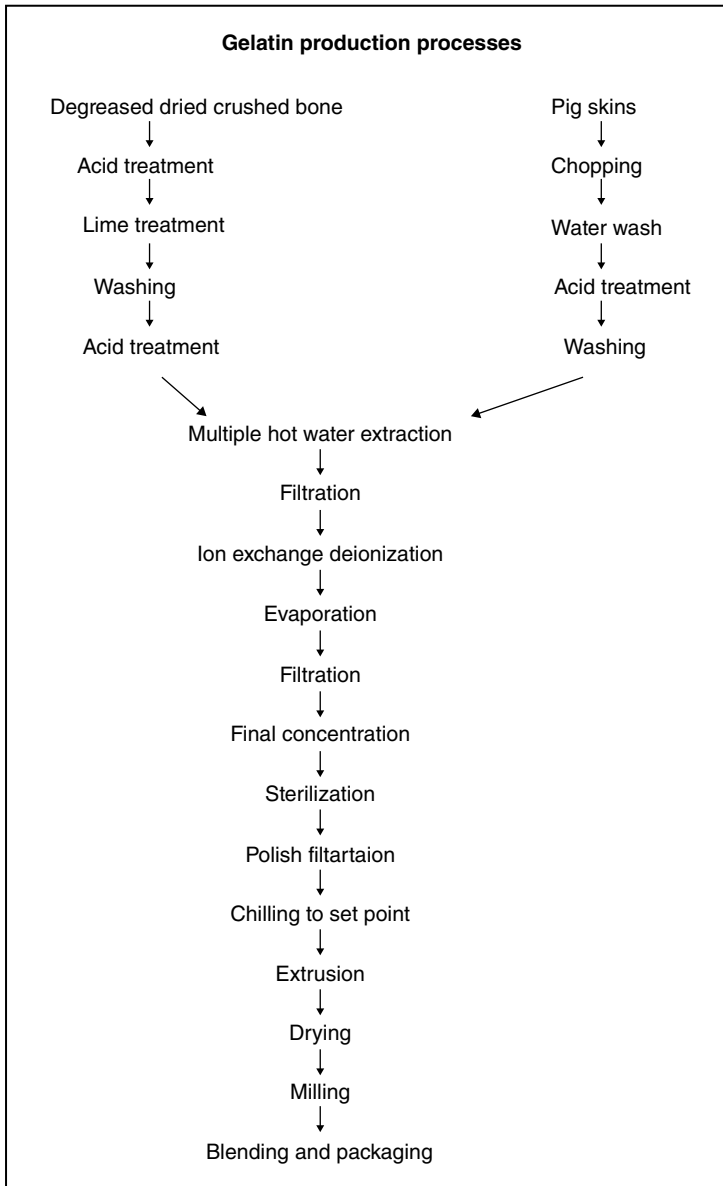 Gelatin production processes
Degreased dried crushed bone
Acid treatment
Lime treatment
Washing
Acid treatment
Pig skins
Chopping
Water wash
Acid treatment
Washing
Multiple hot water extraction
Filtration
Ion exchange deionization
Evaporation
Filtration
Final concentration
Sterilization
Polish filtartaion
Chilling to set point
Extrusion
Drying
Milling
Blending and packaging